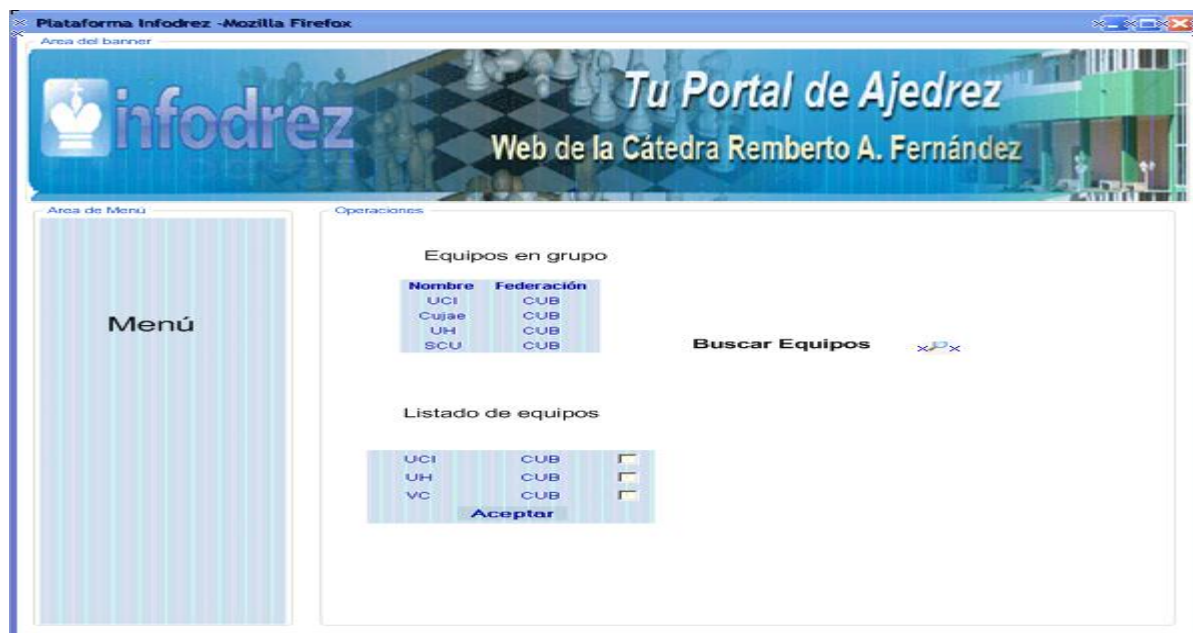 Plataforma Infodrez -Mozilla Firefox
Area del banner
infodrez
Tu Portal de Ajedrez
Web de la Cátedra Remberto A. Fernández
Area de Menú
Menú
Operaciones
Equipos en grupo
Nombre Federación
UCI CUB
Cujae CUB
UH CUB
SCU CUB
Buscar Equipos
Listado de equipos
UCI CUB
UH CUB
VC CUB
Aceptar